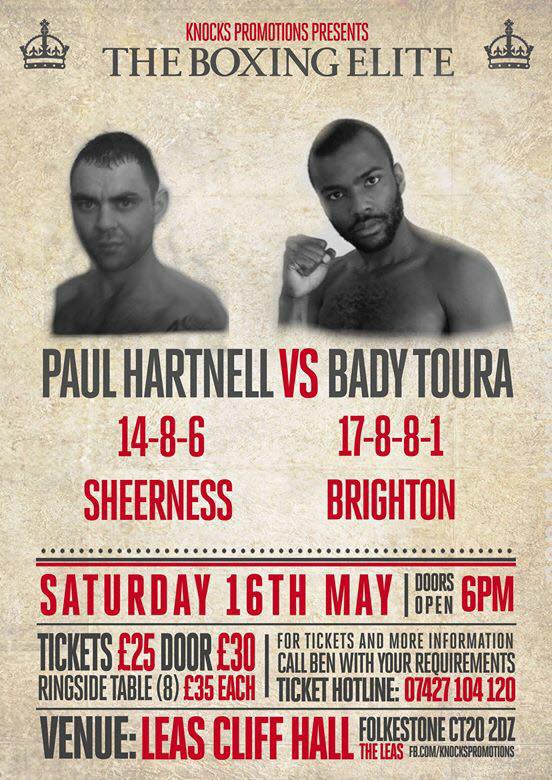 KNOCKS PROMOTIONS PRESENTS
THE BOXING ELITE
PAUL HARTNELL VS BADY TOURA
14-8-6
17-8-8-1
SHEERNESS
BRIGHTON
SATURDAY 16TH MAY
DOORS
OPEN
6PM
TICKETS £25 DOOR £30
RINGSIDE TABLE (8) £35 EACH
FOR TICKETS AND MORE INFORMATION
CALL BEN WITH YOUR REQUIREMENTS
TICKET HOTLINE: 07427 104 120
VENUE: LEAS CLIFF HALL
FOLKESTONE CT20 2DZ
THE LEAS FB.COM/KNOCKSPROMOTIONS